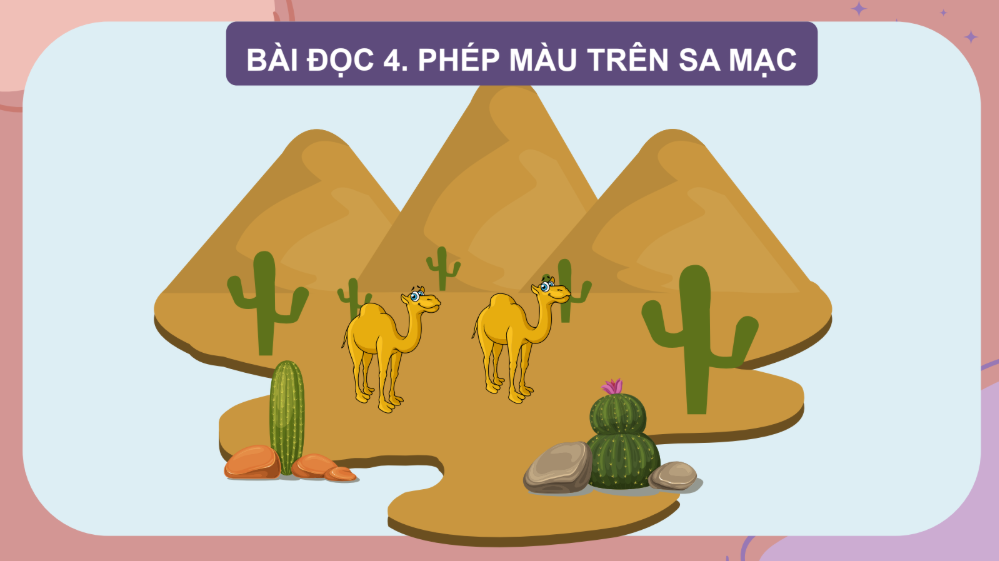 BÀI ĐỌC 4. PHÉP MÀU TRÊN SA MẠC